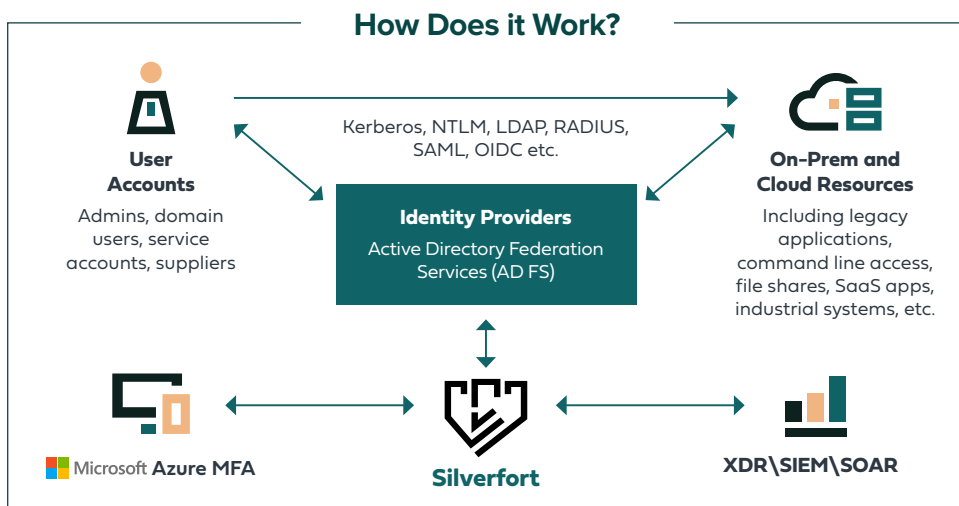 How Does it Work?
Kerberos, NTLM, LDAP, RADIUS,
SAML, OIDC etc.
User
Accounts
Admins, domain
users, service
accounts, suppliers
Identity Providers
Active Directory Federation
Services (AD FS)
On-Prem and
Cloud Resources
Including legacy
applications,
command line access,
file shares, SaaS apps,
industrial systems, etc.
Microsoft Azure MFA
Silverfort
XDR\SIEM\SOAR